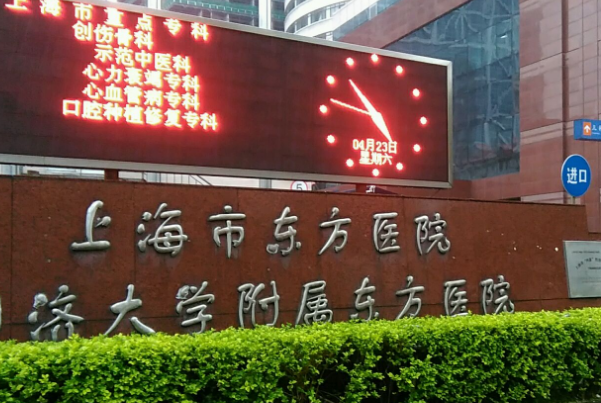 上海市重点专科
创伤骨科
示范中医科
心力衰竭专科
心血管病专科
口腔种植修复专科
04月23日
星期六
5
进口
上海市东方医院
济大学附属东方医院